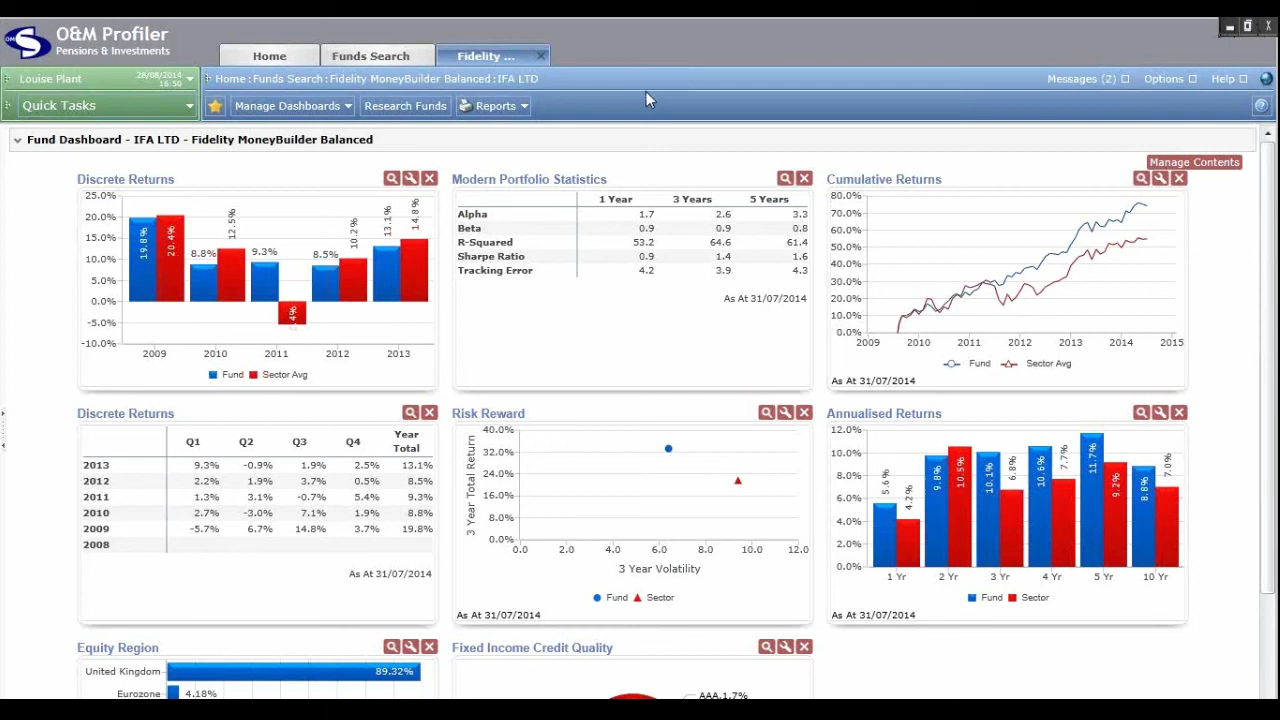 O&M Profiler
Pensions & Investments
Home
Funds Search
Fidelity ...
Louise Plant
28/08/2014
16:50
Home : Funds Search : Fidelity MoneyBuilder Balanced : IFA LTD
Messages (2)
Options
Help
Quick Tasks
Manage Dashboards
Research Funds
Reports
Fund Dashboard - IFA LTD - Fidelity MoneyBuilder Balanced
Manage Contents
Discrete Returns
25.0%
20.0%
15.0%
10.0%
5.0%
0.0%
-5.0%
-10.0%
19.8%
20.4%
8.8%
12.5%
9.3%
8.5%
10.2%
13.1%
14.8%
2009 2010 2011 2012 2013
Fund Sector Avg
Modern Portfolio Statistics
1 Year 3 Years 5 Years
Alpha 1.7 2.6 3.3
Beta 0.9 0.9 0.8
R-Squared 53.2 64.6 61.4
Sharpe Ratio 0.9 1.4 1.6
Tracking Error 4.2 3.9 4.3
As At 31/07/2014
Cumulative Returns
80.0%
70.0%
60.0%
50.0%
40.0%
30.0%
20.0%
10.0%
0.0%
2009 2010 2011 2012 2013 2014 2015
Fund Sector Avg
As At 31/07/2014
Discrete Returns
Q1 Q2 Q3 Q4 Year Total
2013 9.3% -0.9% 1.9% 2.5% 13.1%
2012 2.2% 1.9% 3.7% 0.5% 8.5%
2011 1.3% 3.1% -0.7% 5.4% 9.3%
2010 2.7% -3.0% 7.1% 1.9% 8.8%
2009 -5.7% 6.7% 14.8% 3.7% 19.8%
2008
As At 31/07/2014
Risk Reward
3 Year Total Return
40.0%
32.0%
24.0%
16.0%
8.0%
0.0%
0.0 2.0 4.0 6.0 8.0 10.0 12.0
3 Year Volatility
Fund Sector
As At 31/07/2014
Annualised Returns
12.0%
10.0%
8.0%
6.0%
4.0%
2.0%
0.0%
5.6%
4.2%
9.8%
10.5%
10.1%
6.8%
10.6%
7.7%
11.7%
9.2%
8.8%
7.0%
1 Yr 2 Yr 3 Yr 4 Yr 5 Yr 10 Yr
Fund Sector
As At 31/07/2014
Equity Region
United Kingdom 89.32%
Eurozone 4.18%
Fixed Income Credit Quality
AAA 1.7%